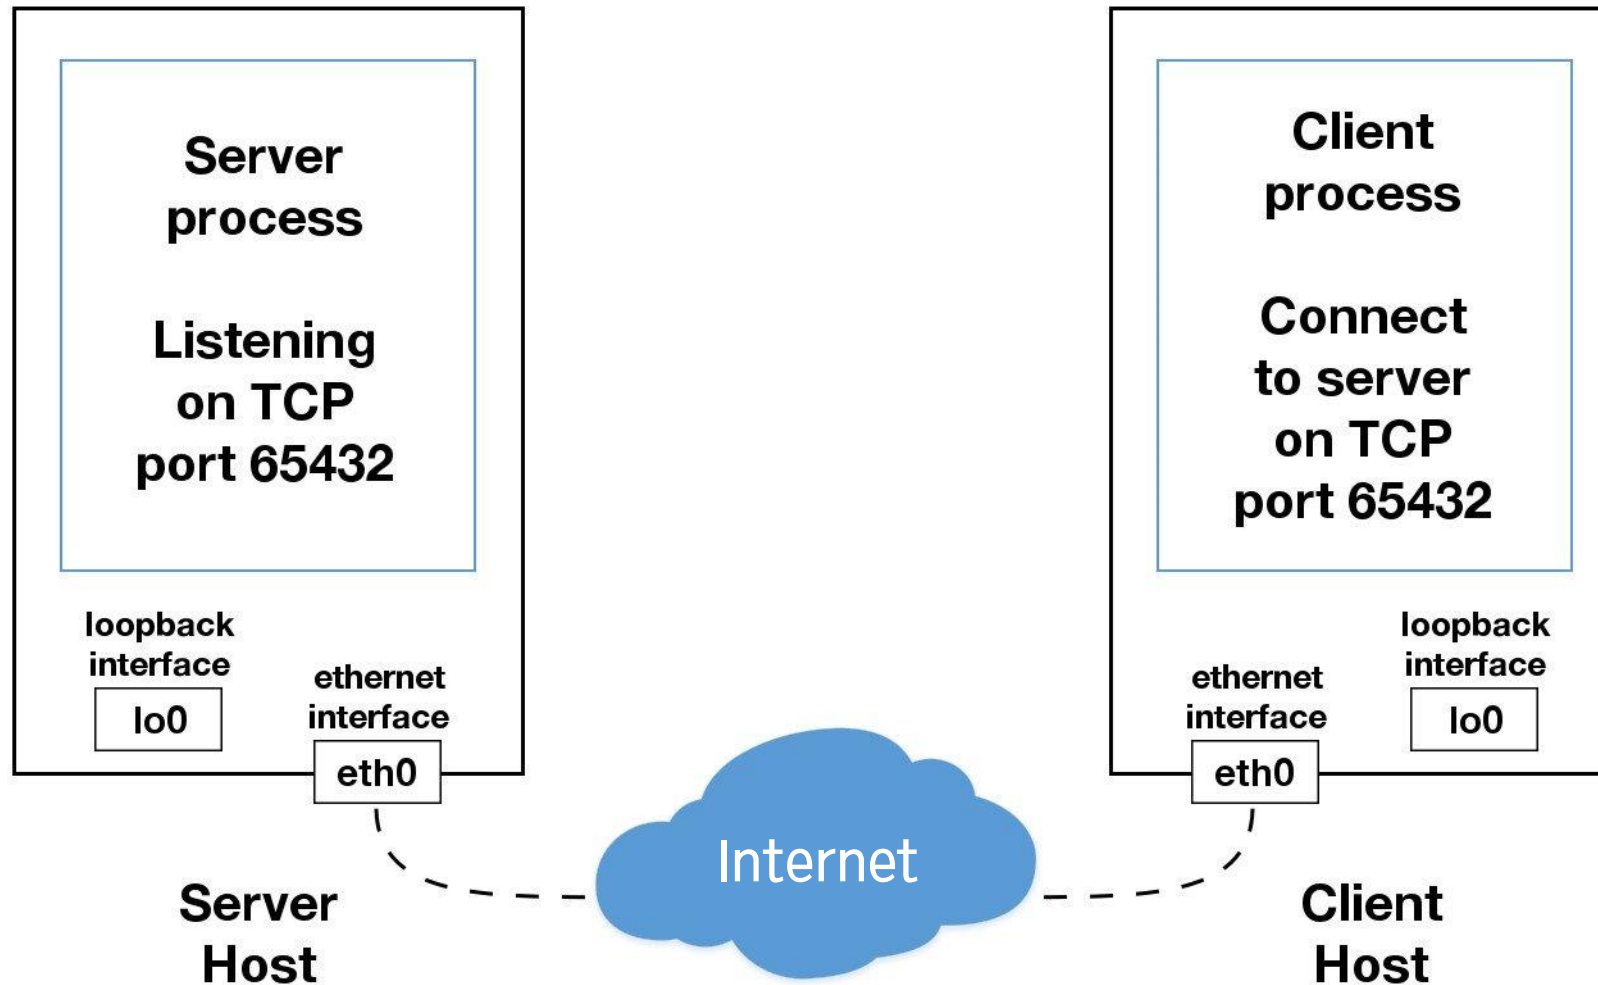 Server
process
Listening
on TCP
port 65432
loopback
interface
lo0
ethernet
interface
eth0
Server
Host
Internet
Client
process
Connect
to server
on TCP
port 65432
ethernet
interface
eth0
loopback
interface
lo0
Client
Host